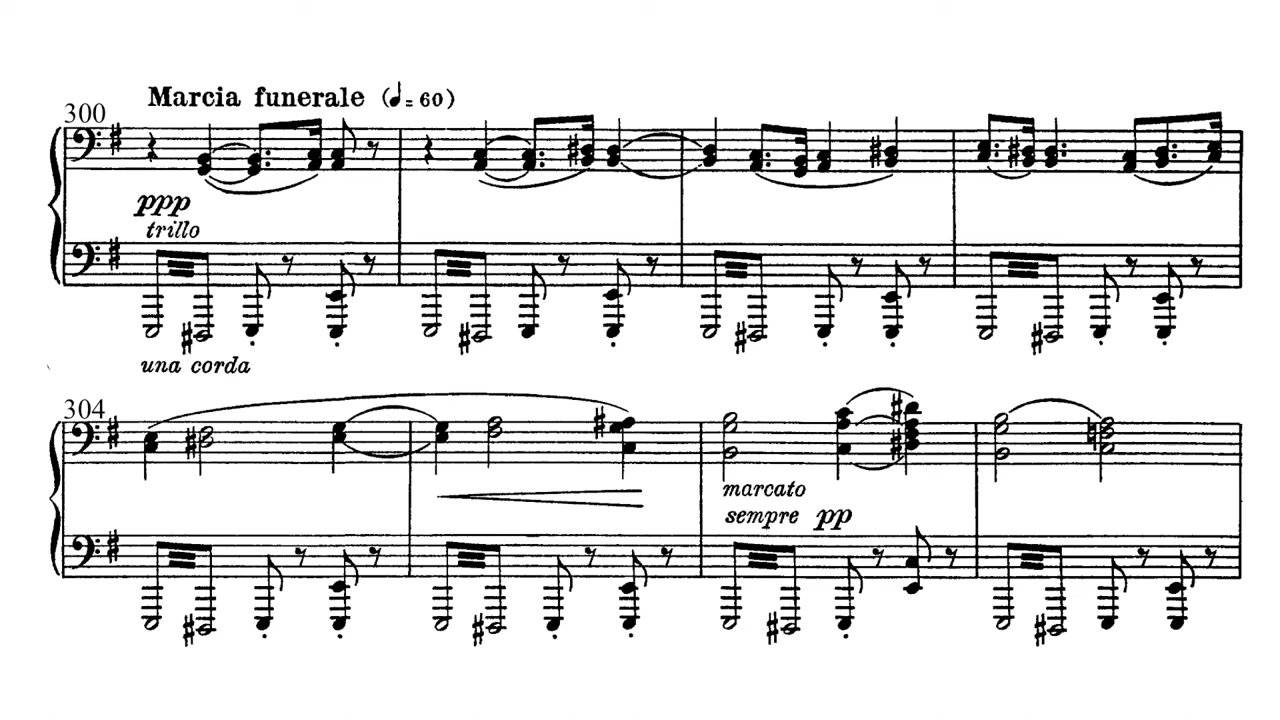 Marcia funerale (♩= 60)
300
ppp
trillo
una corda
304
marcato
sempre pp